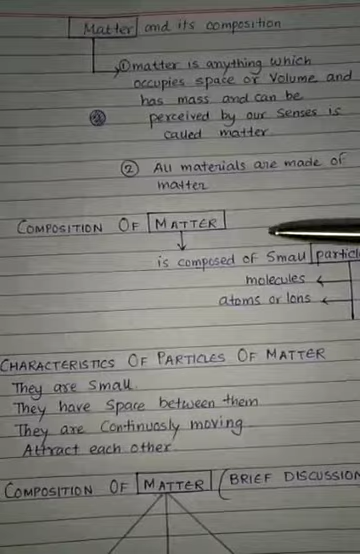 Matter and its composition
① matter is anything which
occupies space or volume and
has mass and can be
perceived by our senses is
called matter
② All materials are made of
matter
COMPOSITION OF MATTER
is composed of small particle
molecules
atoms or Ions
CHARACTERISTICS OF PARTICLES OF MATTER
They are small
They have space between them
They are continuosly moving
Attract each other
COMPOSITION OF MATTER (BRIEF DISCUSSION